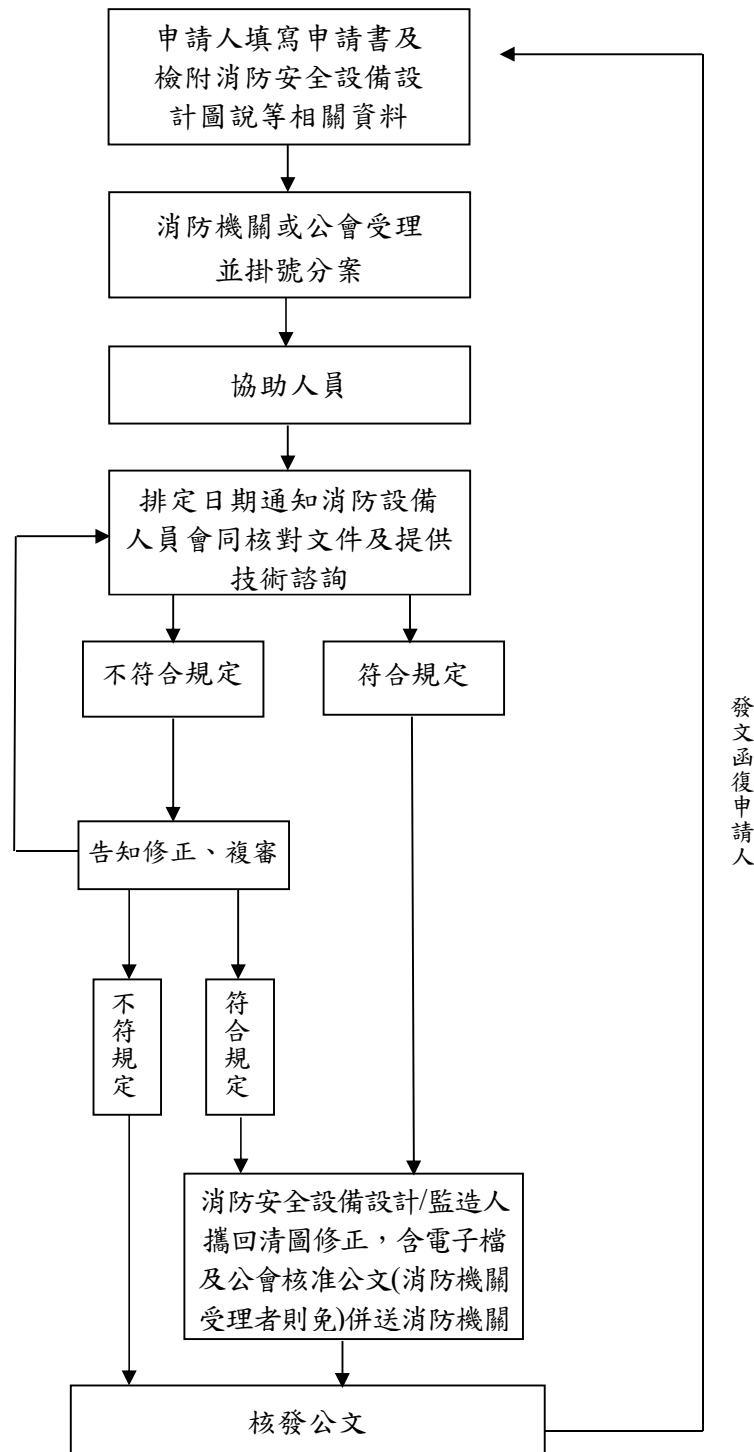 申請人填寫申請書及
檢附消防安全設備設
計圖說等相關資料
消防機關或公會受理
並掛號分案
協助人員
排定日期通知消防設備
人員會同核對文件及提供
技術諮詢
不符合規定
符合規定
告知修正、複審
不符規定
符合規定
消防安全設備設計/監造人
攜回清圖修正，含電子檔
及公會核准公文(消防機關
受理者則免)併送消防機關
核發公文
發文函復申請人